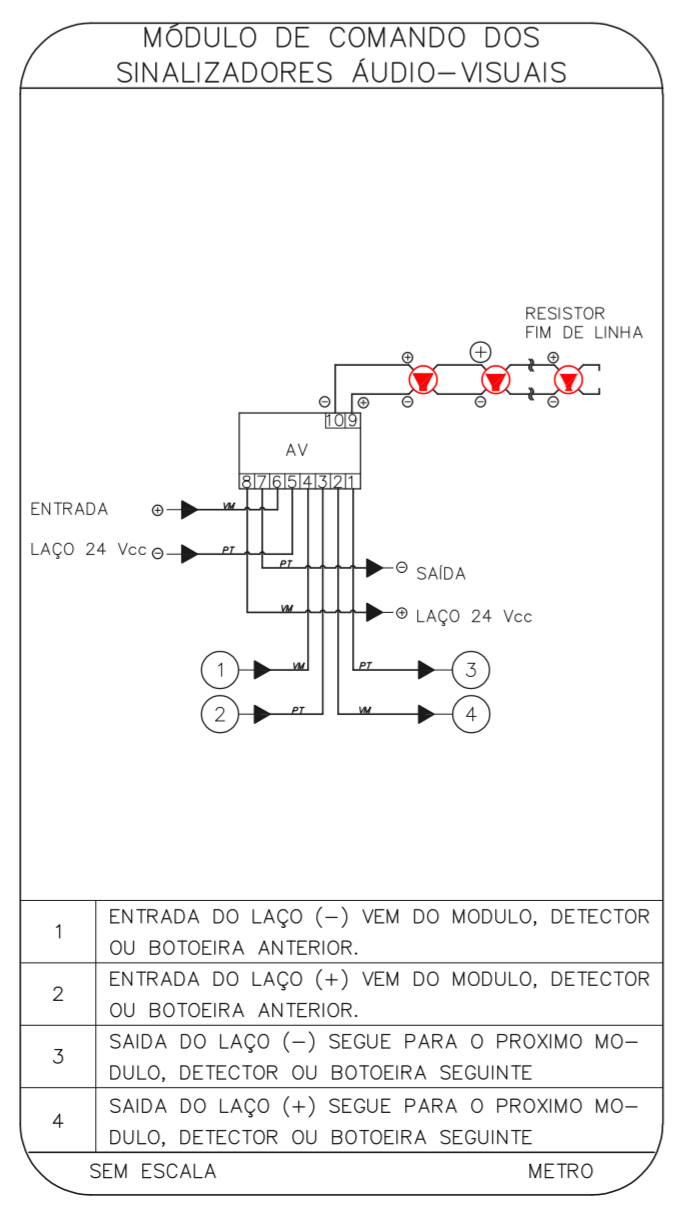 MÓDULO DE COMANDO DOS
SINALIZADORES ÁUDIO-VISUAIS
RESISTOR
FIM DE LINHA
⊕ ⊕ ⊕
⊖ ⊖ ⊖
⊖ 10 9 ⊕
AV
8 7 6 5 4 3 2 1
ENTRADA ⊕ VM
LAÇO 24 Vcc ⊖ PT
PT ⊖ SAÍDA
VM ⊕ LAÇO 24 Vcc
1 VM PT 3
2 PT VM 4
1 ENTRADA DO LAÇO (-) VEM DO MODULO, DETECTOR
OU BOTOEIRA ANTERIOR.
2 ENTRADA DO LAÇO (+) VEM DO MODULO, DETECTOR
OU BOTOEIRA ANTERIOR.
3 SAIDA DO LAÇO (-) SEGUE PARA O PROXIMO MO-
DULO, DETECTOR OU BOTOEIRA SEGUINTE
4 SAIDA DO LAÇO (+) SEGUE PARA O PROXIMO MO-
DULO, DETECTOR OU BOTOEIRA SEGUINTE
SEM ESCALA METRO